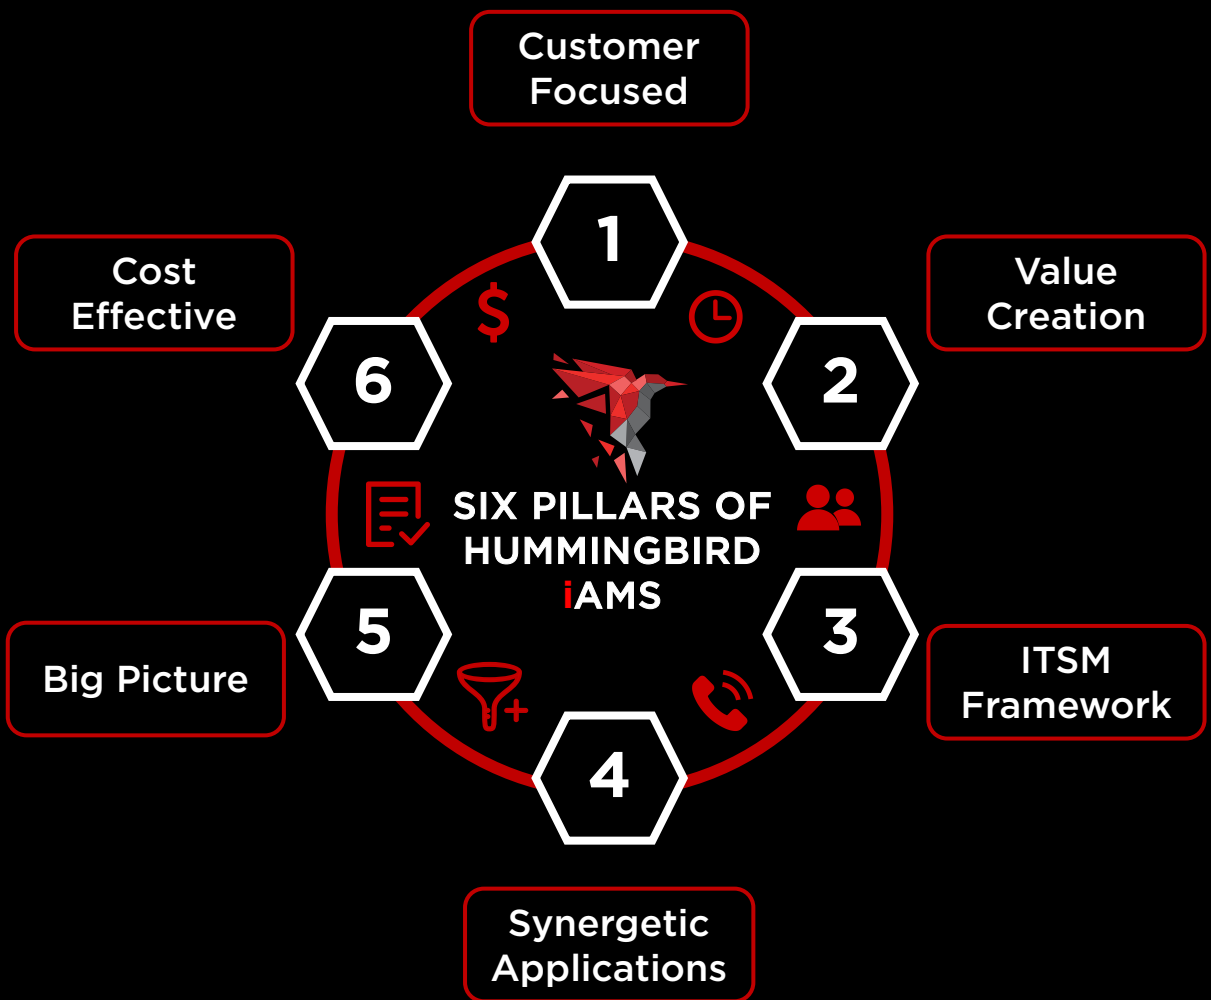 Customer
Focused
1
Cost
Effective
Value
Creation
6
2
SIX PILLARS OF
HUMMINGBIRD
iAMS
5
3
Big Picture
ITSM
Framework
4
Synergetic
Applications